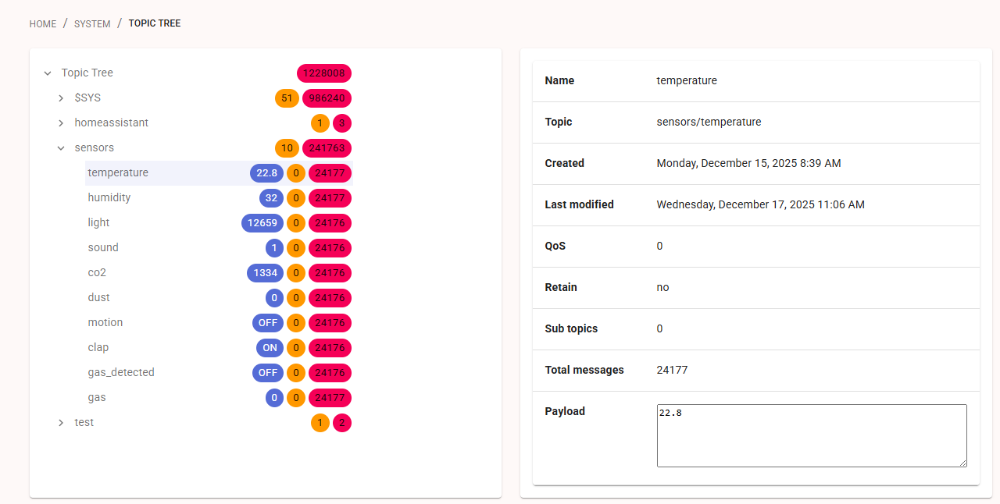 HOME / SYSTEM / TOPIC TREE
Topic Tree 1228008
$SYS 51 986240
homeassistant 1 3
sensors 10 241763
temperature 22.8 0 24177
humidity 32 0 24177
light 12659 0 24176
sound 1 0 24176
co2 1334 0 24176
dust 0 0 24176
motion OFF 0 24176
clap ON 0 24176
gas_detected OFF 0 24176
gas 0 0 24177
test 1 2
Name temperature
Topic sensors/temperature
Created Monday, December 15, 2025 8:39 AM
Last modified Wednesday, December 17, 2025 11:06 AM
QoS 0
Retain no
Sub topics 0
Total messages 24177
Payload 22.8